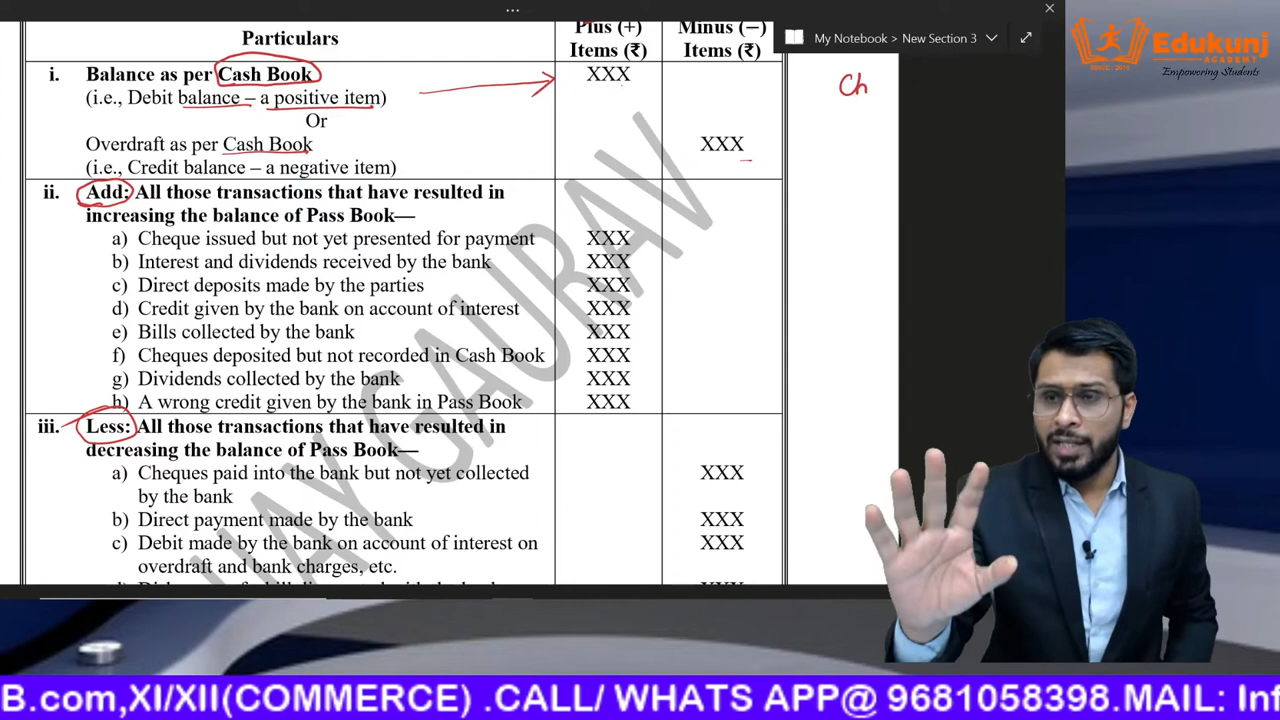 ...
My Notebook > New Section 3
Edukunj
ACADEMY
SINCE, 2010
Empowering Students
Particulars
Plus (+)
Items (₹)
Minus (−)
Items (₹)
i. Balance as per Cash Book XXX
(i.e., Debit balance – a positive item)
Or
Overdraft as per Cash Book XXX
(i.e., Credit balance – a negative item)
Ch
ii. Add: All those transactions that have resulted in
increasing the balance of Pass Book—
a) Cheque issued but not yet presented for payment XXX
b) Interest and dividends received by the bank XXX
c) Direct deposits made by the parties XXX
d) Credit given by the bank on account of interest XXX
e) Bills collected by the bank XXX
f) Cheques deposited but not recorded in Cash Book XXX
g) Dividends collected by the bank XXX
h) A wrong credit given by the bank in Pass Book XXX
iii. Less: All those transactions that have resulted in
decreasing the balance of Pass Book—
a) Cheques paid into the bank but not yet collected XXX
by the bank
b) Direct payment made by the bank XXX
c) Debit made by the bank on account of interest on XXX
overdraft and bank charges, etc.
GAURAV
B.com,XI/XII(COMMERCE) .CALL/ WHATS APP@ 9681058398.MAIL: Inf